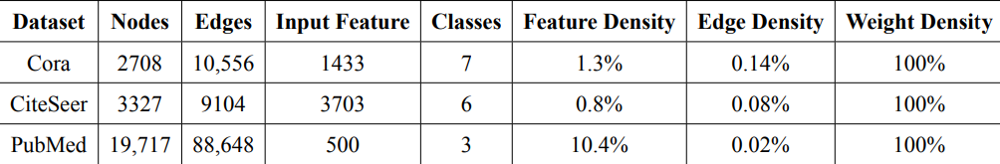 Dataset Nodes Edges Input Feature Classes Feature Density Edge Density Weight Density
Cora 2708 10,556 1433 7 1.3% 0.14% 100%
CiteSeer 3327 9104 3703 6 0.8% 0.08% 100%
PubMed 19,717 88,648 500 3 10.4% 0.02% 100%